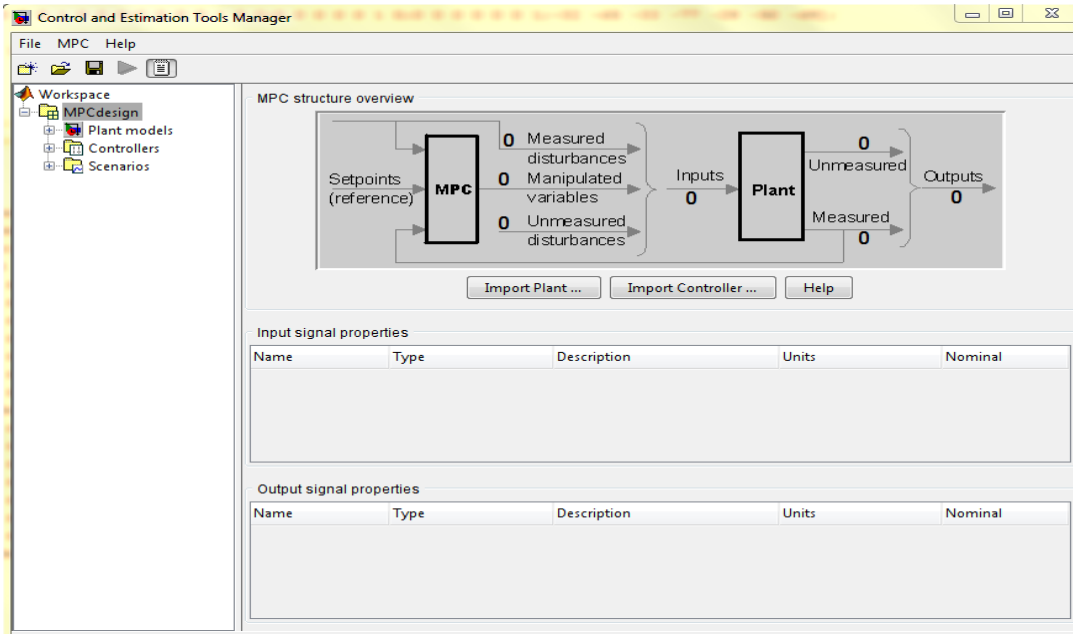 Control and Estimation Tools Manager
File MPC Help
Workspace
MPCdesign
Plant models
Controllers
Scenarios
MPC structure overview
Setpoints
(reference)
MPC
0 Measured
disturbances
0 Manipulated
variables
0 Unmeasured
disturbances
Inputs
0
Plant
0
Unmeasured
Measured
0
Outputs
0
Import Plant ... Import Controller ... Help
Input signal properties
Name Type Description Units Nominal
Output signal properties
Name Type Description Units Nominal